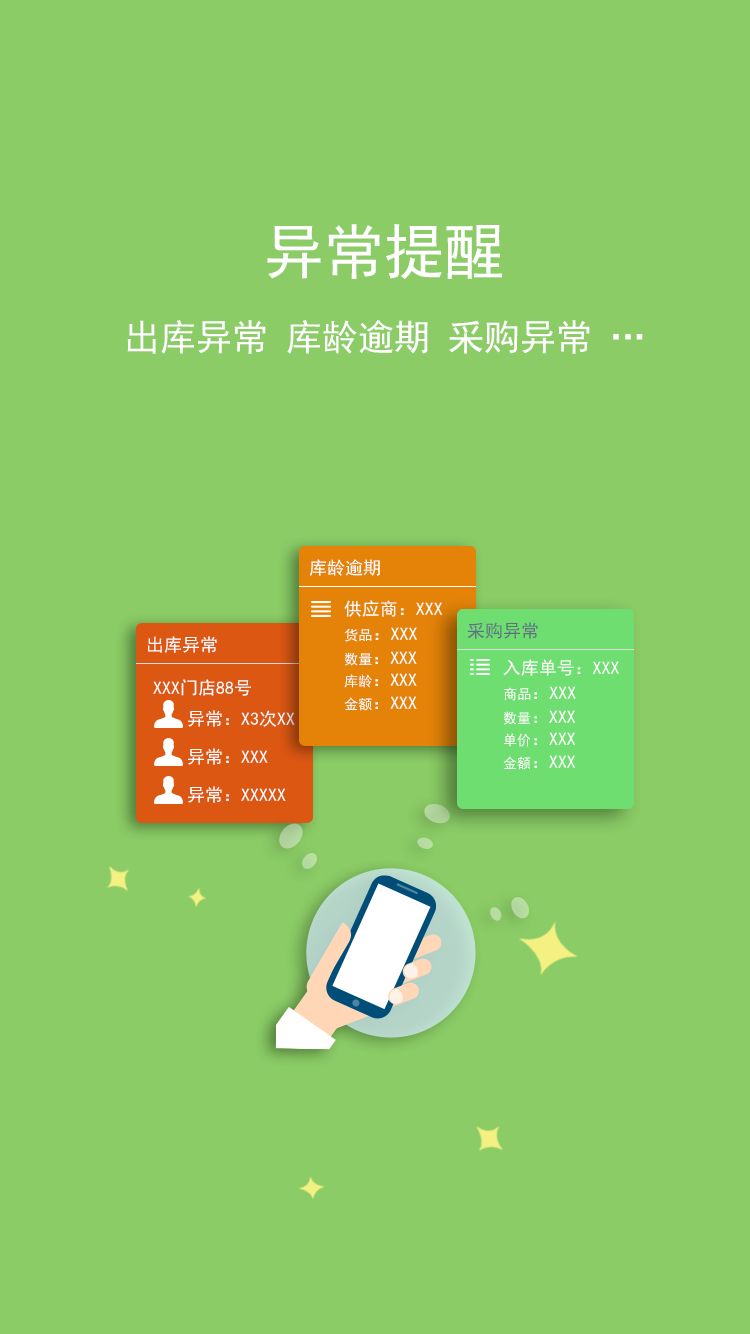 异常提醒
出库异常 库龄逾期 采购异常 ···
出库异常
XXX门店88号
异常：X3次XX
异常：XXX
异常：XXXXX
库龄逾期
供应商：XXX
货品：XXX
数量：XXX
库龄：XXX
金额：XXX
采购异常
入库单号：XXX
商品：XXX
数量：XXX
单价：XXX
金额：XXX